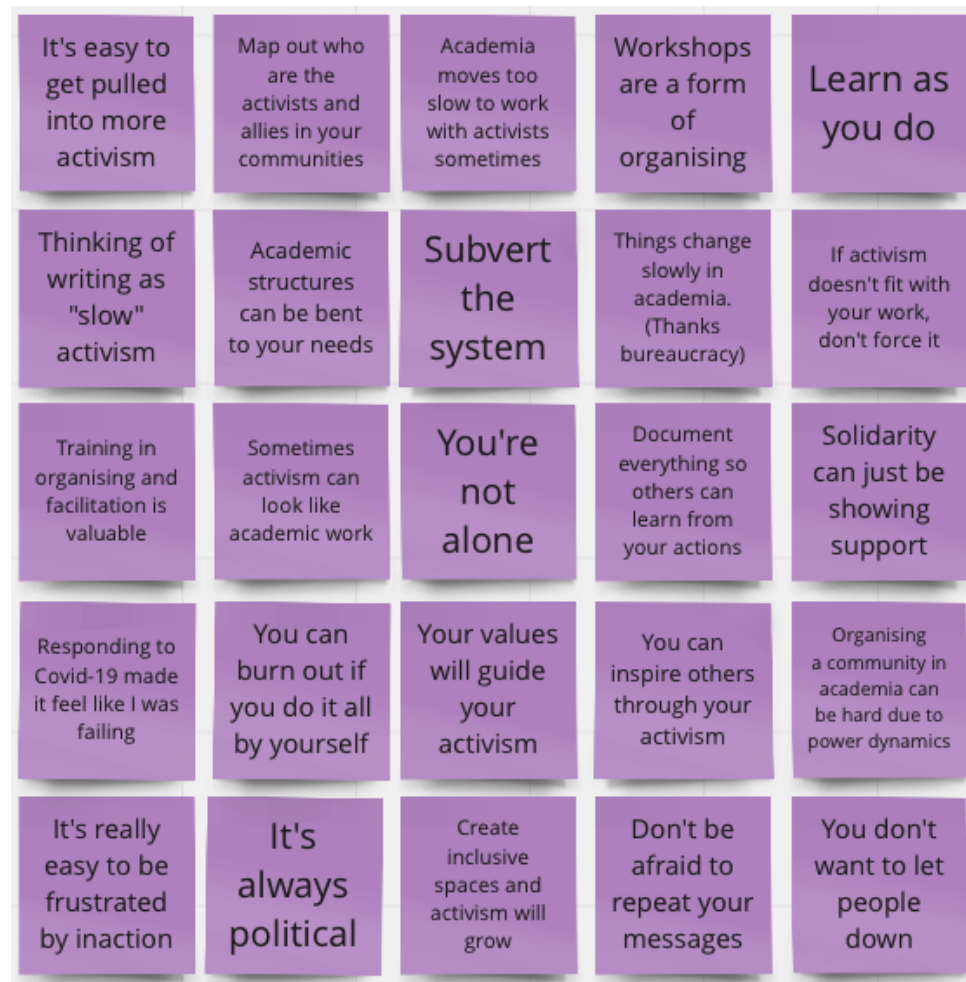 It's easy to
get pulled
into more
activism
Map out who
are the
activists and
allies in your
communities
Academia
moves too
slow to work
with activists
sometimes
Workshops
are a form
of
organising
Learn as
you do
Thinking of
writing as
"slow"
activism
Academic
structures
can be bent
to your needs
Subvert
the
system
Things change
slowly in
academia.
(Thanks
bureaucracy)
If activism
doesn't fit with
your work,
don't force it
Training in
organising and
facilitation is
valuable
Sometimes
activism can
look like
academic work
You're
not
alone
Document
everything so
others can
learn from
your actions
Solidarity
can just be
showing
support
Responding to
Covid-19 made
it feel like I was
failing
You can
burn out if
you do it all
by yourself
Your values
will guide
your
activism
You can
inspire others
through your
activism
Organising
a community in
academia can
be hard due to
power dynamics
It's really
easy to be
frustrated
by inaction
It's
always
political
Create
inclusive
spaces and
activism will
grow
Don't be
afraid to
repeat your
messages
You don't
want to let
people
down